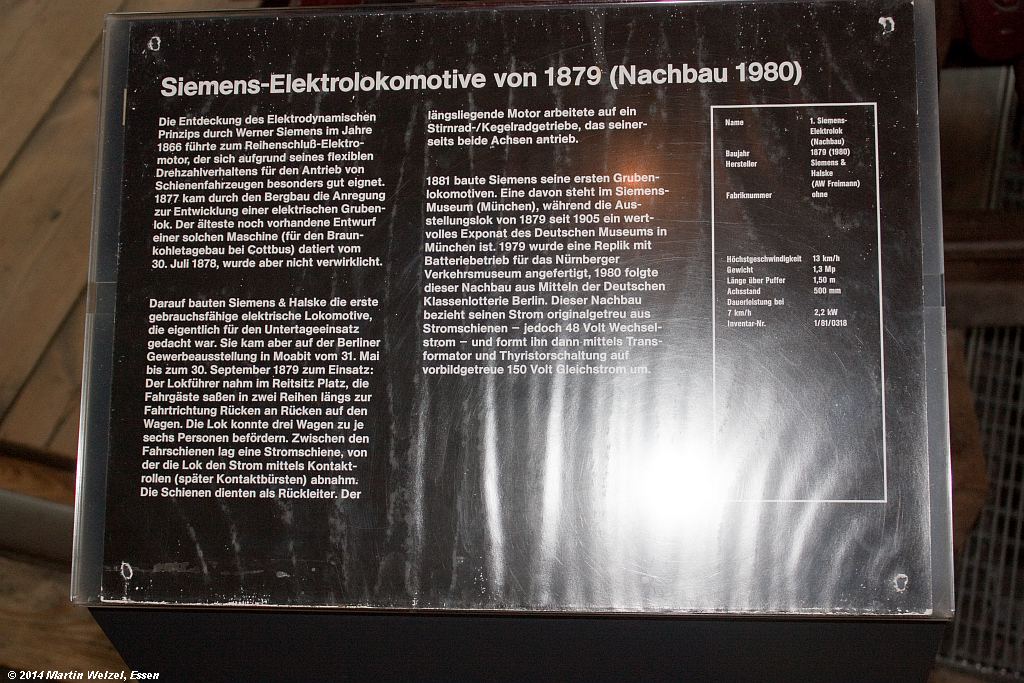 Siemens-Elektrolokomotive von 1879 (Nachbau 1980)
Die Entdeckung des Elektrodynamischen
Prinzips durch Werner Siemens im Jahre
1866 führte zum Reihenschluß-Elektro-
motor, der sich aufgrund seines flexiblen
Drehzahlverhaltens für den Antrieb von
Schienenfahrzeugen besonders gut eignet.
1877 kam durch den Bergbau die Anregung
zur Entwicklung einer elektrischen Gruben-
lok. Der älteste noch vorhandene Entwurf
einer solchen Maschine (für den Braun-
kohletagebau bei Cottbus) datiert vom
30. Juli 1878, wurde aber nicht verwirklicht.
Darauf bauten Siemens & Halske die erste
gebrauchsfähige elektrische Lokomotive,
die eigentlich für den Untertageeinsatz
gedacht war. Sie kam aber auf der Berliner
Gewerbeausstellung in Moabit vom 31. Mai
bis zum 30. September 1879 zum Einsatz:
Der Lokführer nahm im Reitsitz Platz, die
Fahrgäste saßen in zwei Reihen längs zur
Fahrtrichtung Rücken an Rücken auf den
Wagen. Die Lok konnte drei Wagen zu je
sechs Personen befördern. Zwischen den
Fahrschienen lag eine Stromschiene, von
der die Lok den Strom mittels Kontakt-
rollen (später Kontaktbürsten) abnahm.
Die Schienen dienten als Rückleiter. Der
längsliegende Motor arbeitete auf ein
Stirnrad-/Kegelradgetriebe, das seiner-
seits beide Achsen antrieb.
1881 baute Siemens seine ersten Gruben-
lokomotiven. Eine davon steht im Siemens-
Museum (München), während die Aus-
stellungslok von 1879 seit 1905 ein wert-
volles Exponat des Deutschen Museums in
München ist. 1979 wurde eine Replik mit
Batteriebetrieb für das Nürnberger
Verkehrsmuseum angefertigt, 1980 folgte
dieser Nachbau aus Mitteln der Deutschen
Klassenlotterie Berlin. Dieser Nachbau
bezieht seinen Strom originalgetreu aus
Stromschienen – jedoch 48 Volt Wechsel-
strom – und formt ihn dann mittels Trans-
formator und Thyristorschaltung auf
vorbildgetreue 150 Volt Gleichstrom um.
Name 1. Siemens-
Elektrolok
(Nachbau)
Baujahr 1879 (1980)
Hersteller Siemens &
Halske
(AW Freimann)
Fabriknummer ohne
Höchstgeschwindigkeit 13 km/h
Gewicht 1,3 Mp
Länge über Puffer 1,50 m
Achsstand 500 mm
Dauerleistung bei
7 km/h 2,2 kW
Inventar-Nr. 1/81/0318
© 2014 Martin Welzel, Essen